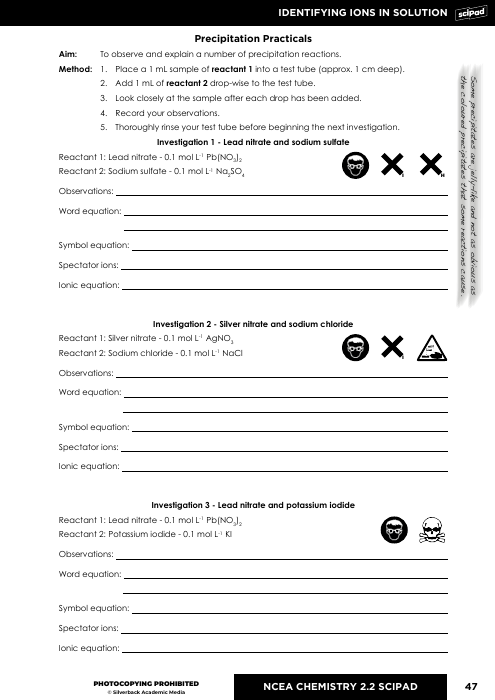 IDENTIFYING IONS IN SOLUTION scipad
Precipitation Practicals
Aim: To observe and explain a number of precipitation reactions.
Method: 1. Place a 1 mL sample of reactant 1 into a test tube (approx. 1 cm deep).
2. Add 1 mL of reactant 2 drop-wise to the test tube.
3. Look closely at the sample after each drop has been added.
4. Record your observations.
5. Thoroughly rinse your test tube before beginning the next investigation.
Some precipitates are jelly-like and not as obvious as
the coloured precipitates that some reactions cause.
Investigation 1 - Lead nitrate and sodium sulfate
Reactant 1: Lead nitrate - 0.1 mol L⁻¹ Pb(NO₃)₂
Reactant 2: Sodium sulfate - 0.1 mol L⁻¹ Na₂SO₄
Observations:
Word equation:
Symbol equation:
Spectator ions:
Ionic equation:
Investigation 2 - Silver nitrate and sodium chloride
Reactant 1: Silver nitrate - 0.1 mol L⁻¹ AgNO₃
Reactant 2: Sodium chloride - 0.1 mol L⁻¹ NaCl
Observations:
Word equation:
Symbol equation:
Spectator ions:
Ionic equation:
Investigation 3 - Lead nitrate and potassium iodide
Reactant 1: Lead nitrate - 0.1 mol L⁻¹ Pb(NO₃)₂
Reactant 2: Potassium iodide - 0.1 mol L⁻¹ KI
Observations:
Word equation:
Symbol equation:
Spectator ions:
Ionic equation:
PHOTOCOPYING PROHIBITED
© Silverback Academic Media
NCEA CHEMISTRY 2.2 SCIPAD 47